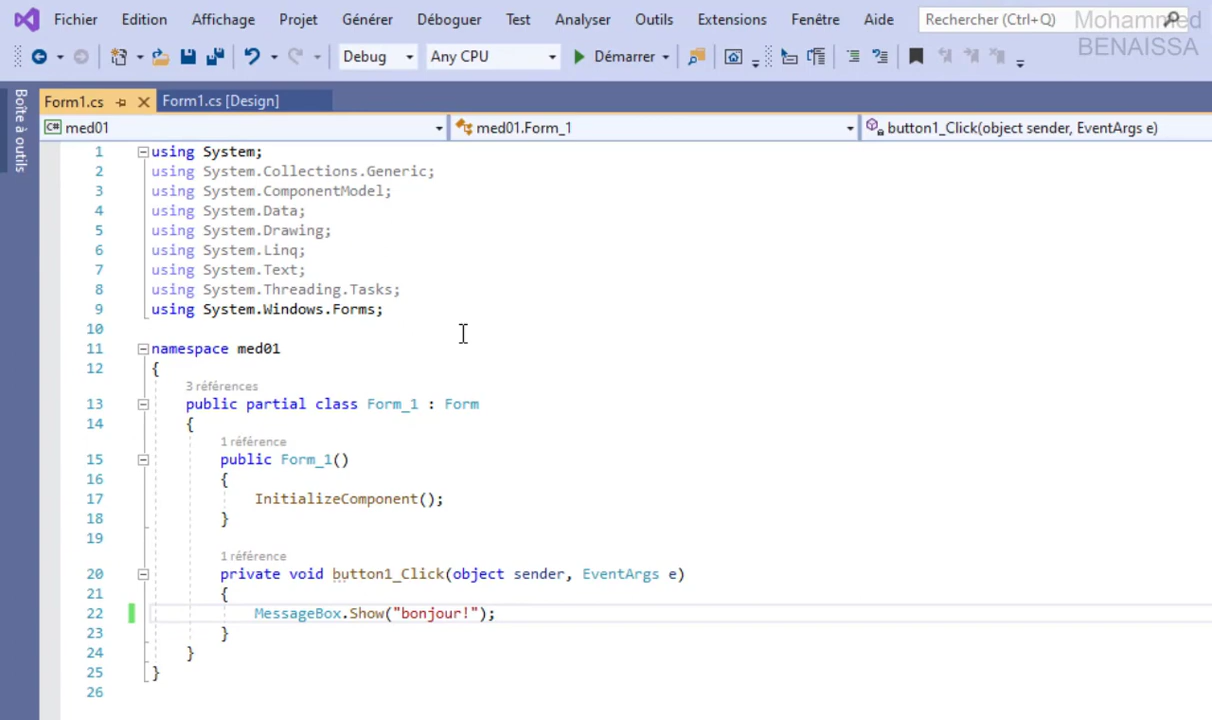 Fichier Edition Affichage Projet Générer Déboguer Test Analyser Outils Extensions Fenêtre Aide Rechercher (Ctrl+Q)
Mohammed
BENAISSA
Debug Any CPU Démarrer
Boîte à outils
Form1.cs Form1.cs [Design]
C# med01 med01.Form_1 button1_Click(object sender, EventArgs e)
1 using System;
2 using System.Collections.Generic;
3 using System.ComponentModel;
4 using System.Data;
5 using System.Drawing;
6 using System.Linq;
7 using System.Text;
8 using System.Threading.Tasks;
9 using System.Windows.Forms;
10
11 namespace med01
12 {
3 références
13 public partial class Form_1 : Form
14 {
1 référence
15 public Form_1()
16 {
17 InitializeComponent();
18 }
19
1 référence
20 private void button1_Click(object sender, EventArgs e)
21 {
22 MessageBox.Show("bonjour!");
23 }
24 }
25 }
26